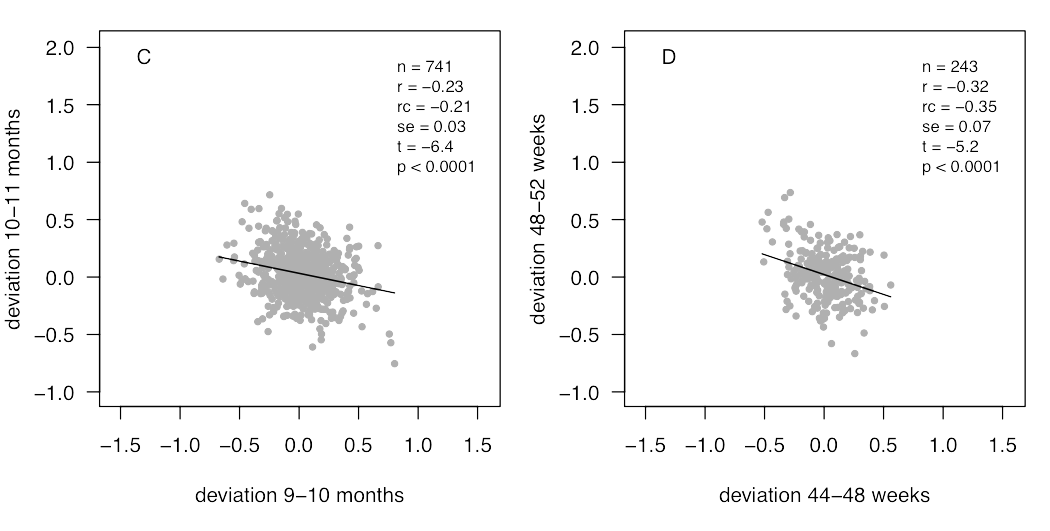 C
n = 741
r = −0.23
rc = −0.21
se = 0.03
t = −6.4
p < 0.0001
2.0
1.5
1.0
0.5
0.0
−0.5
−1.0
deviation 10−11 months
−1.5 −1.0 −0.5 0.0 0.5 1.0 1.5
deviation 9−10 months
D
n = 243
r = −0.32
rc = −0.35
se = 0.07
t = −5.2
p < 0.0001
2.0
1.5
1.0
0.5
0.0
−0.5
−1.0
deviation 48−52 weeks
−1.5 −1.0 −0.5 0.0 0.5 1.0 1.5
deviation 44−48 weeks